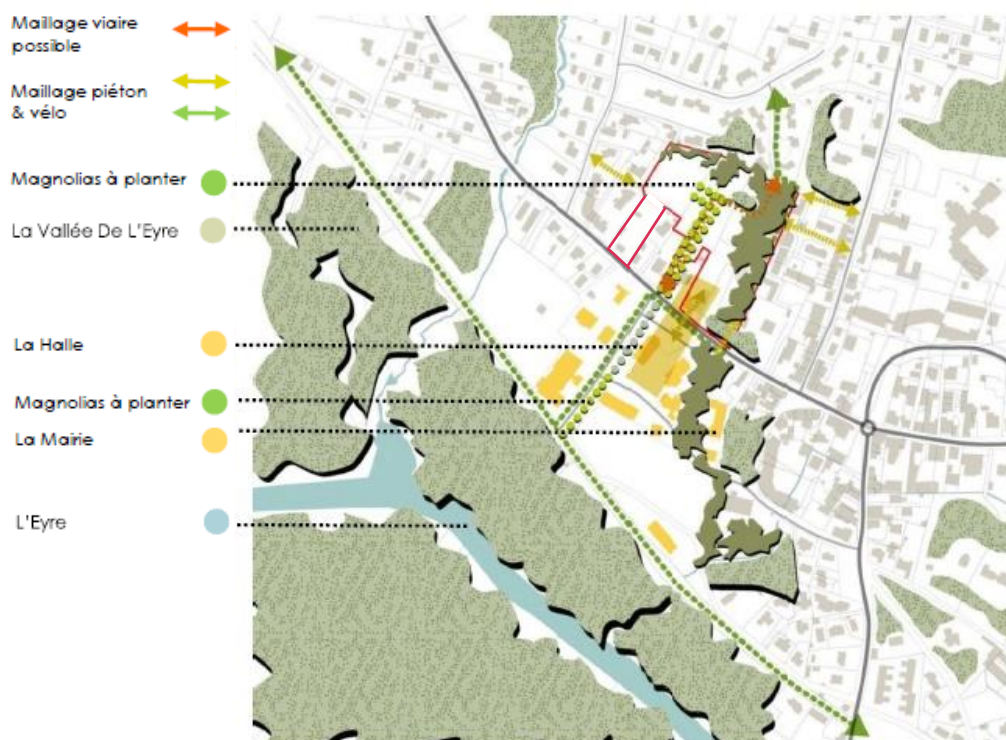 Maillage viaire
possible
Maillage piéton
& vélo
Magnolias à planter
La Vallée De L'Eyre
La Halle
Magnolias à planter
La Mairie
L'Eyre